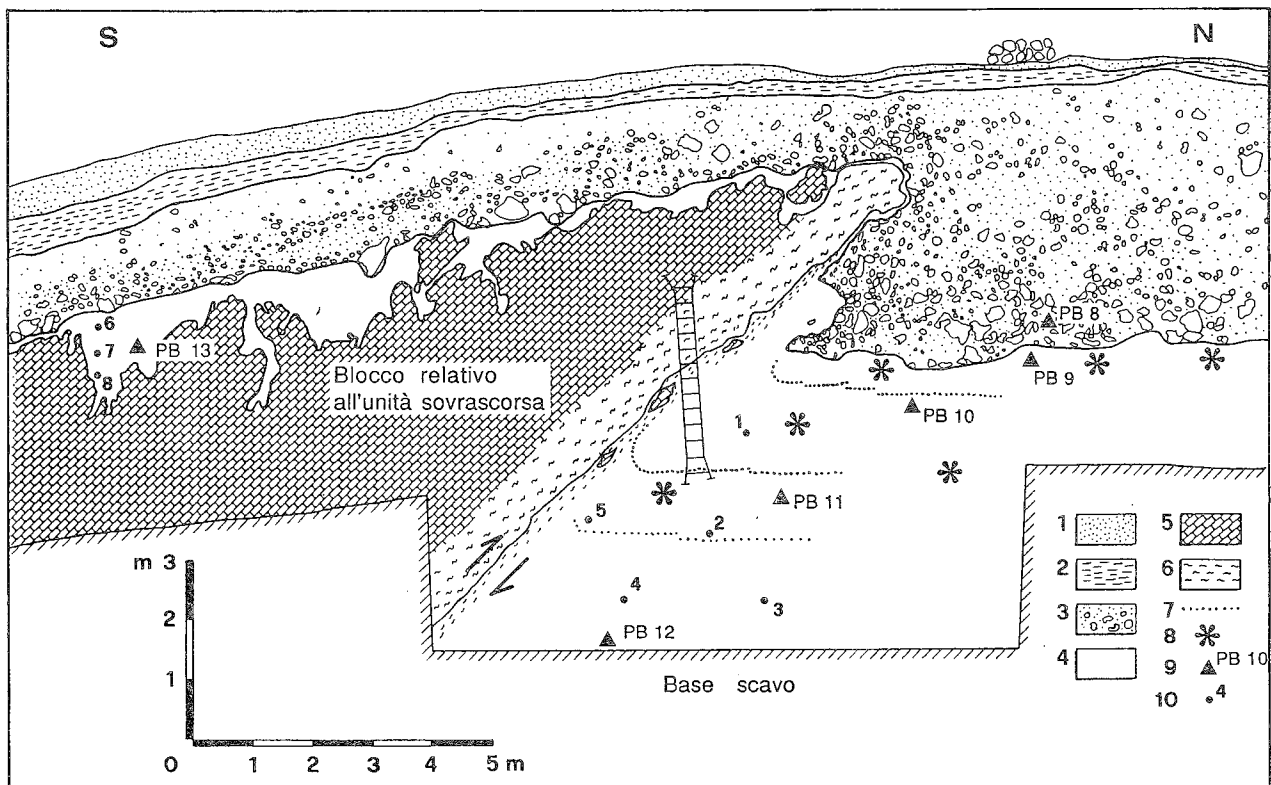 S N
PB 8
6
7 PB 13
8
PB 9
Blocco relativo
all'unità sovrascorsa
PB 10
1
PB 11
5 2
4 3
PB 12
Base scavo
m 3
2
1
0 1 2 3 4 5 m
1 5
2 6
3 7
8
4 9 PB 10
10 4